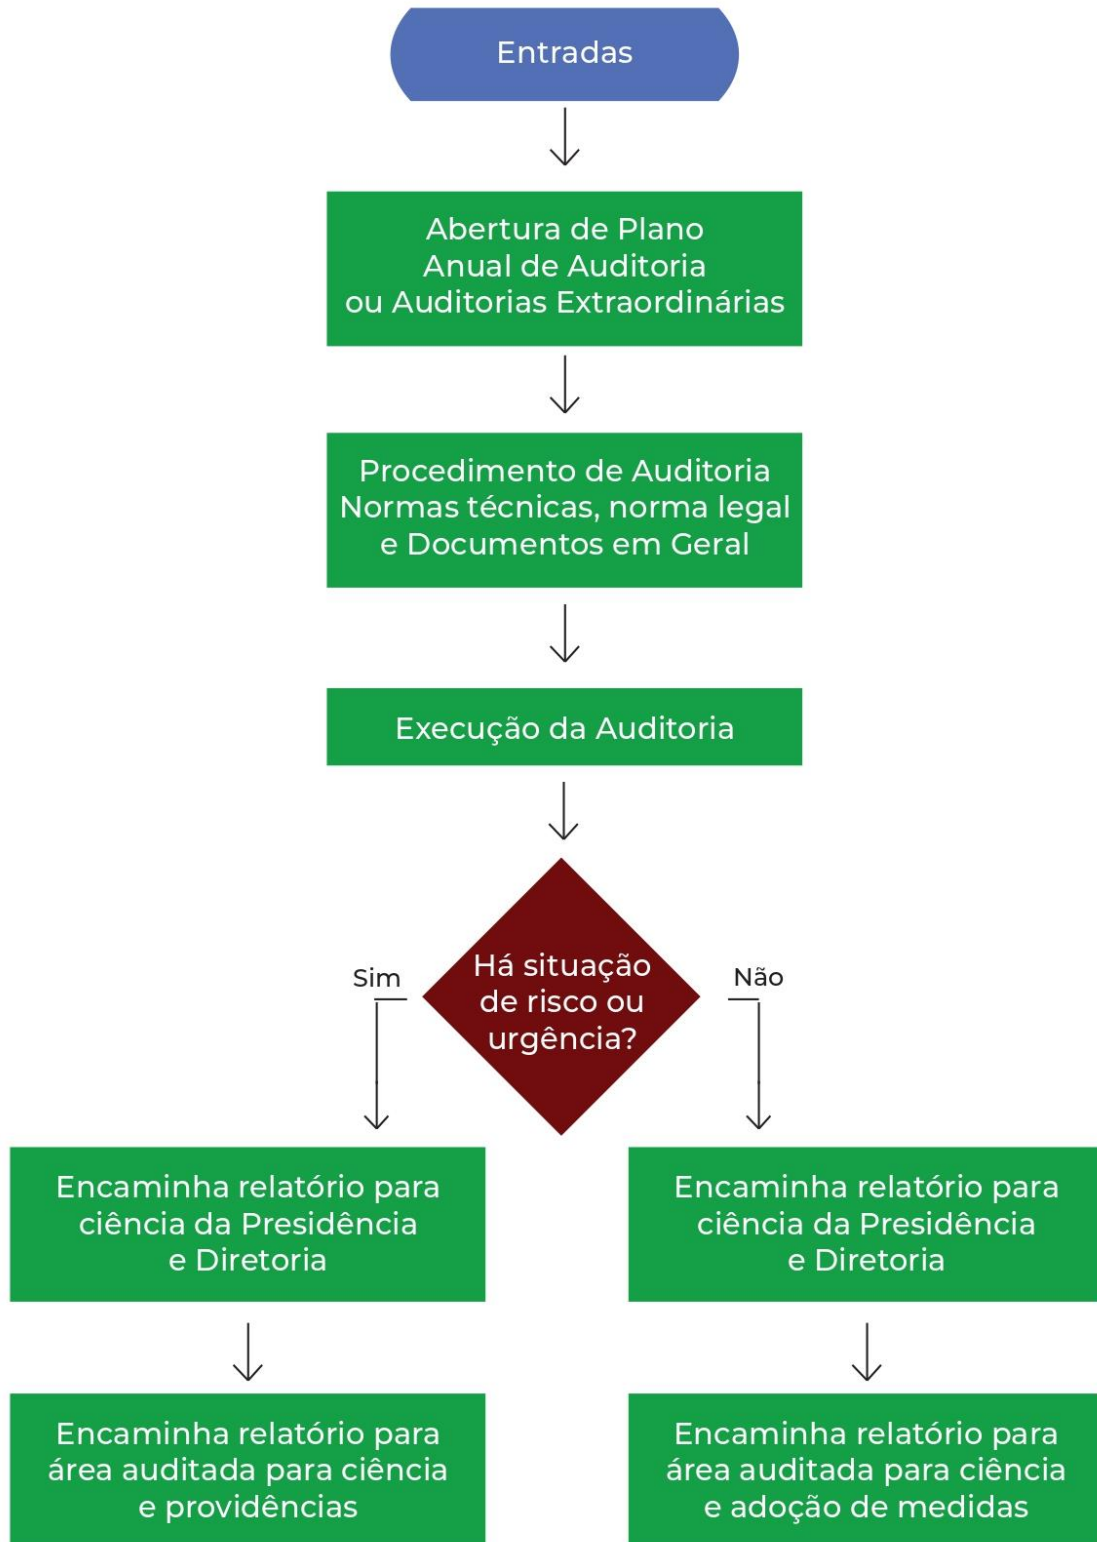 Entradas
Abertura de Plano
Anual de Auditoria
ou Auditorias Extraordinárias
Procedimento de Auditoria
Normas técnicas, norma legal
e Documentos em Geral
Execução da Auditoria
Há situação
de risco ou
urgência?
Sim
Não
Encaminha relatório para
ciência da Presidência
e Diretoria
Encaminha relatório para
ciência da Presidência
e Diretoria
Encaminha relatório para
área auditada para ciência
e providências
Encaminha relatório para
área auditada para ciência
e adoção de medidas